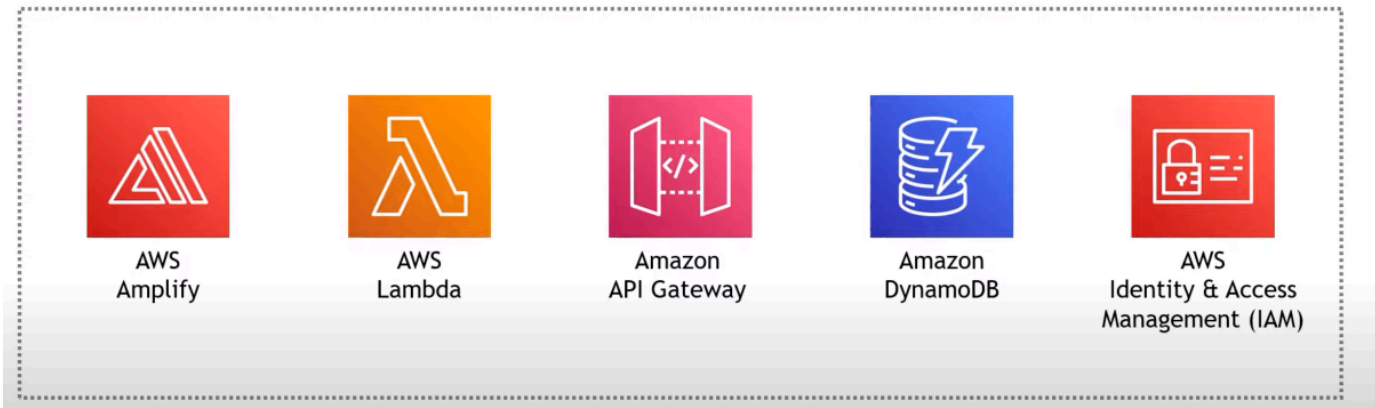 AWS
Amplify
AWS
Lambda
</>
Amazon
API Gateway
Amazon
DynamoDB
AWS
Identity & Access
Management (IAM)